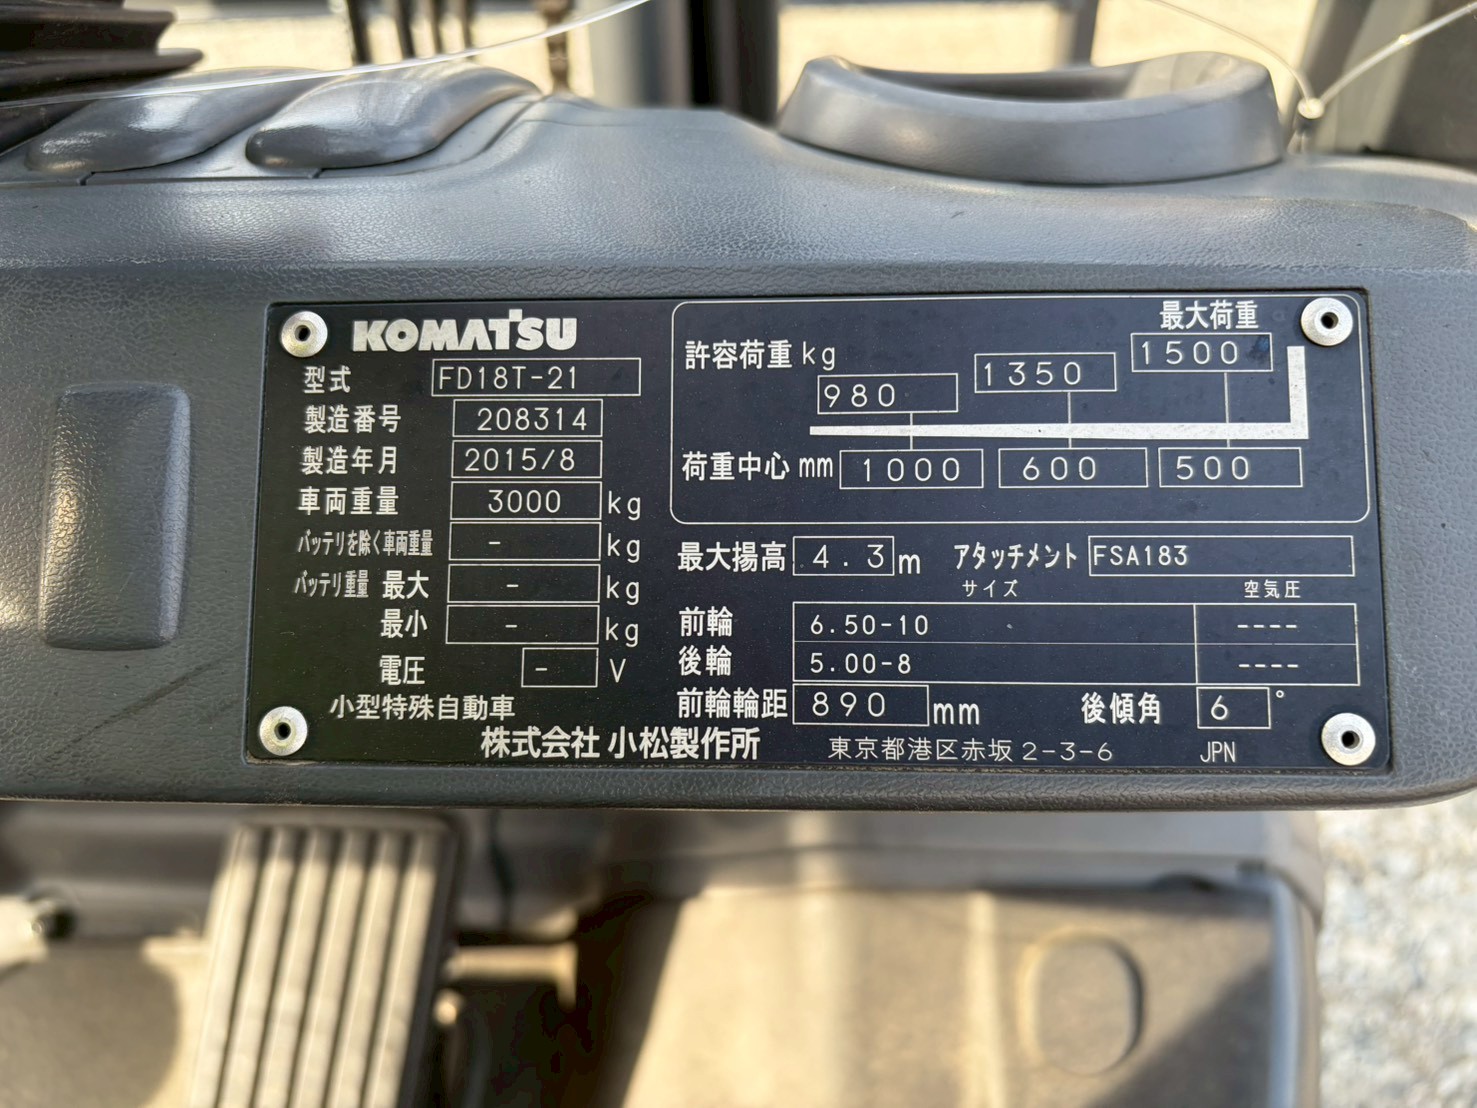 KOMATSU
型式 FD18T-21
製造番号 208314
製造年月 2015/8
車両重量 3000 kg
バッテリを除く車両重量 - kg
バッテリ重量 最大 - kg
最小 - kg
電圧 - V
小型特殊自動車
最大荷重
許容荷重 kg 980 1350 1500
荷重中心 mm 1000 600 500
最大揚高 4.3 m アタッチメント FSA183
サイズ 空気圧
前輪 6.50-10 ----
後輪 5.00-8 ----
前輪輪距 890 mm 後傾角 6 °
株式会社 小松製作所 東京都港区赤坂2-3-6 JPN